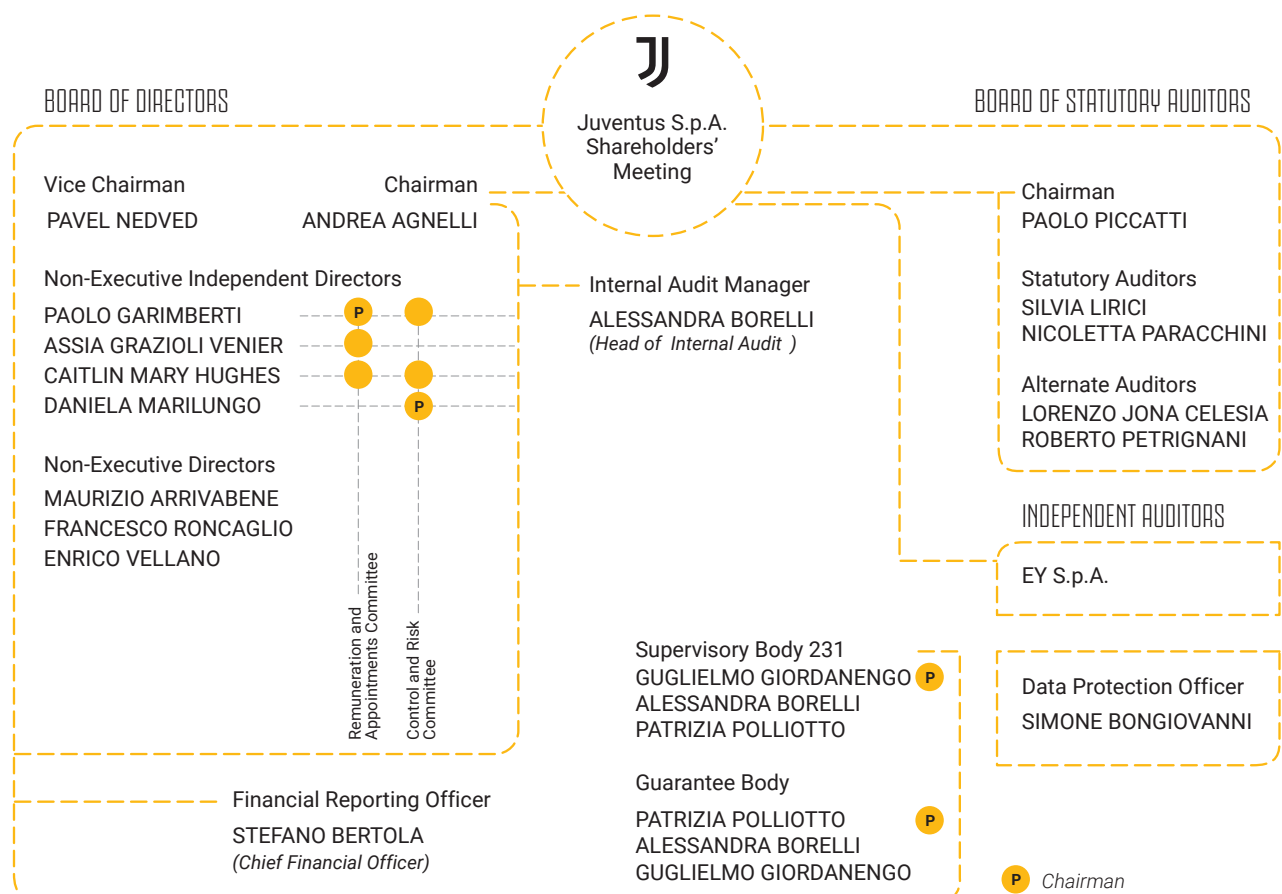 Juventus S.p.A.
Shareholders'
Meeting
BOARD OF DIRECTORS
Vice Chairman
PAVEL NEDVED
Chairman
ANDREA AGNELLI
Non-Executive Independent Directors
PAOLO GARIMBERTI
P
ASSIA GRAZIOLI VENIER
CAITLIN MARY HUGHES
DANIELA MARILUNGO
P
Non-Executive Directors
MAURIZIO ARRIVABENE
FRANCESCO RONCAGLIO
ENRICO VELLANO
Remuneration and
Appointments Committee
Control and Risk
Committee
Financial Reporting Officer
STEFANO BERTOLA
(Chief Financial Officer)
Internal Audit Manager
ALESSANDRA BORELLI
(Head of Internal Audit )
Supervisory Body 231
GUGLIELMO GIORDANENGO
P
ALESSANDRA BORELLI
PATRIZIA POLLIOTTO
Guarantee Body
PATRIZIA POLLIOTTO
P
ALESSANDRA BORELLI
GUGLIELMO GIORDANENGO
BOARD OF STATUTORY AUDITORS
Chairman
PAOLO PICCATTI
Statutory Auditors
SILVIA LIRICI
NICOLETTA PARACCHINI
Alternate Auditors
LORENZO JONA CELESIA
ROBERTO PETRIGNANI
INDEPENDENT AUDITORS
EY S.p.A.
Data Protection Officer
SIMONE BONGIOVANNI
P Chairman